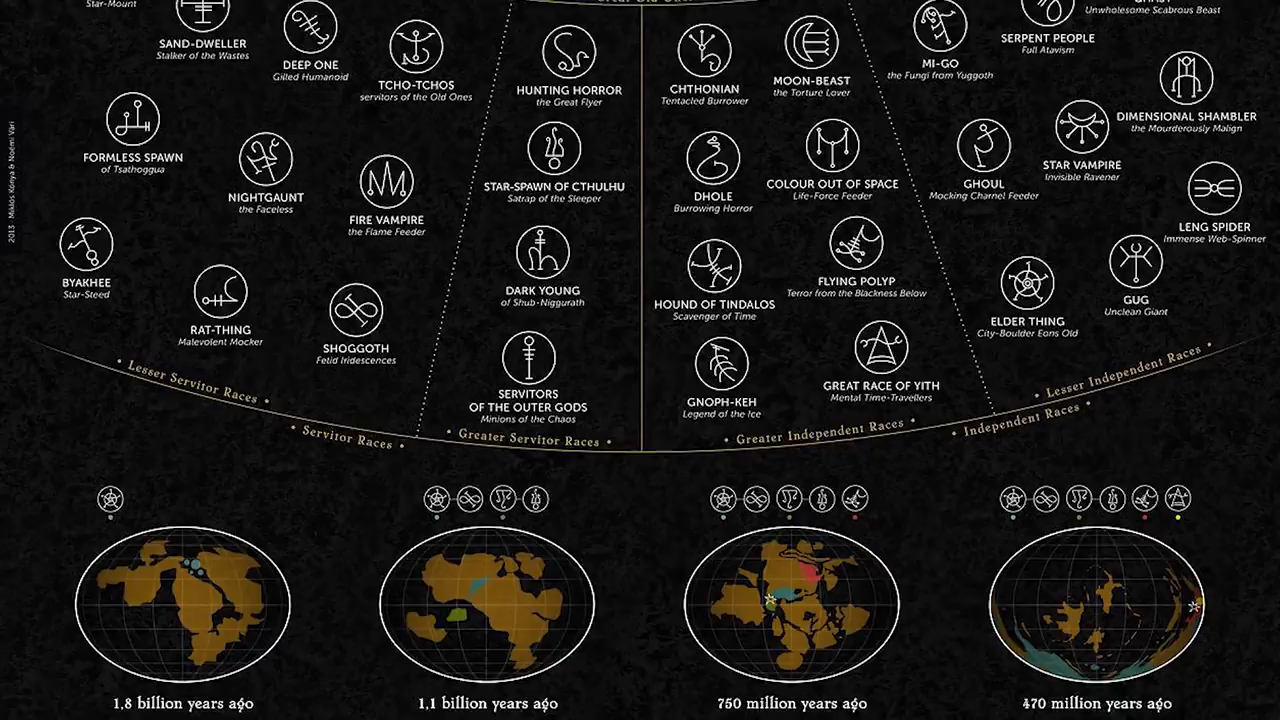 Star-Mount
SAND-DWELLER
Stalker of the Wastes
DEEP ONE
Gilled Humanoid
TCHO-TCHOS
servitors of the Old Ones
FORMLESS SPAWN
of Tsathoggua
NIGHTGAUNT
the Faceless
FIRE VAMPIRE
the Flame Feeder
BYAKHEE
Star-Steed
RAT-THING
Malevolent Mocker
SHOGGOTH
Fetid Iridescences
HUNTING HORROR
the Great Flyer
STAR-SPAWN OF CTHULHU
Satrap of the Sleeper
DARK YOUNG
of Shub-Niggurath
SERVITORS
OF THE OUTER GODS
Minions of the Chaos
CHTHONIAN
Tentacled Burrower
MOON-BEAST
the Torture Lover
DHOLE
Burrowing Horror
COLOUR OUT OF SPACE
Life-Force Feeder
HOUND OF TINDALOS
Scavenger of Time
FLYING POLYP
Terror from the Blackness Below
GNOPH-KEH
Legend of the Ice
GREAT RACE OF YITH
Mental Time-Travellers
MI-GO
the Fungi from Yuggoth
SERPENT PEOPLE
Full Atavism
Unwholesome Scabrous Beast
DIMENSIONAL SHAMBLER
the Mourderously Malign
STAR VAMPIRE
Invisible Ravener
GHOUL
Mocking Charnel Feeder
LENG SPIDER
Immense Web-Spinner
GUG
Unclean Giant
ELDER THING
City-Boulder Eons Old
• Lesser Servitor Races •
• Servitor Races •
• Greater Servitor Races •
• Greater Independent Races •
• Independent Races •
• Lesser Independent Races •
2013 Miklós Kónya & Noémi Vári
1,8 billion years ago
1,1 billion years ago
750 million years ago
470 million years ago